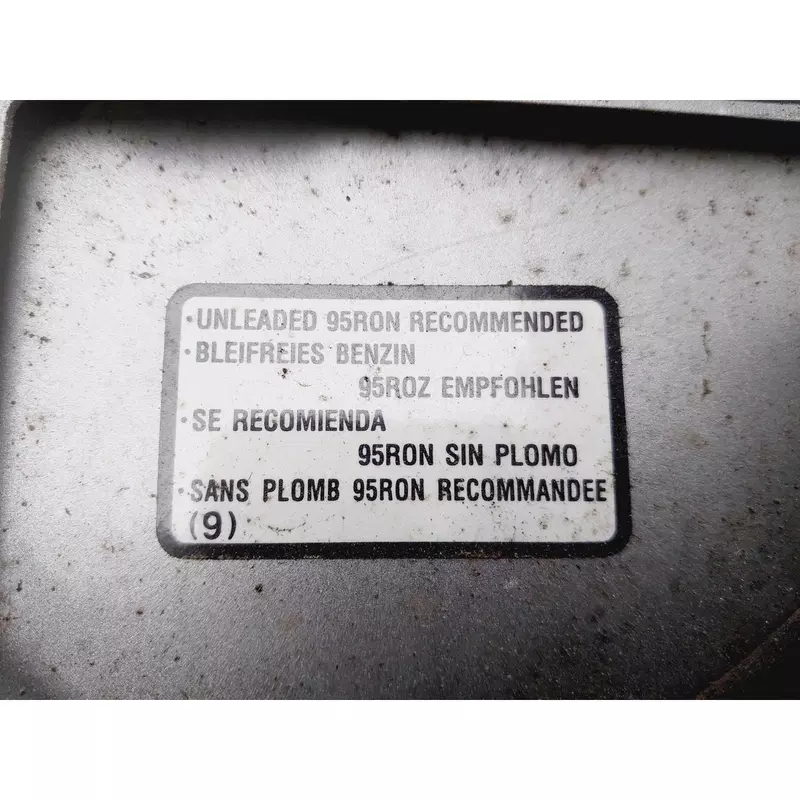 ·UNLEADED 95RON RECOMMENDED
·BLEIFREIES BENZIN
95ROZ EMPFOHLEN
·SE RECOMIENDA
95RON SIN PLOMO
·SANS PLOMB 95RON RECOMMANDEE
(9)